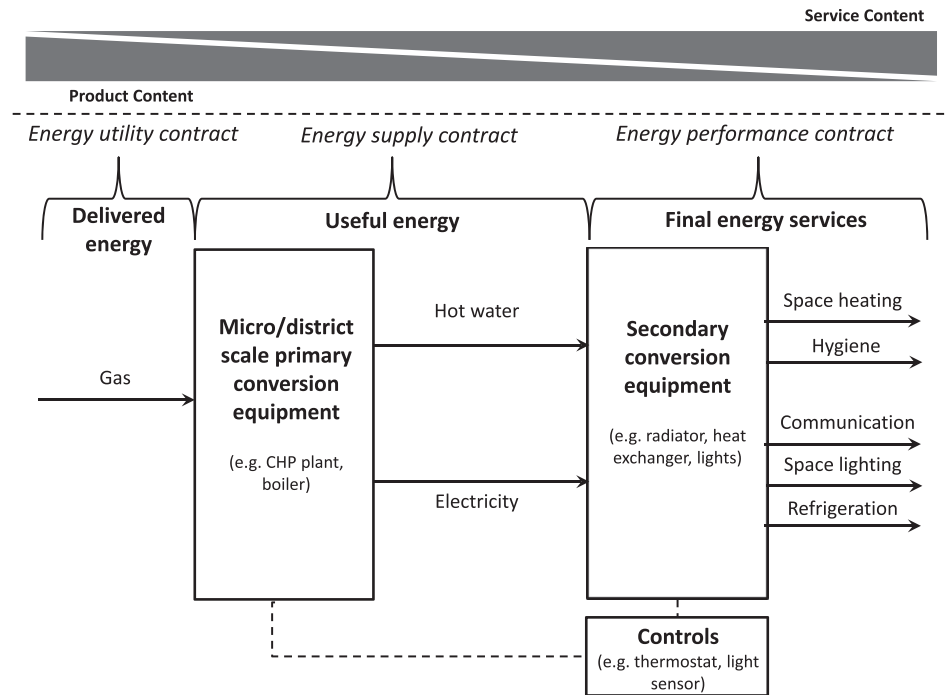 Service Content
Product Content
Energy utility contract
Energy supply contract
Energy performance contract
Delivered
energy
Useful energy
Final energy services
Gas
Micro/district
scale primary
conversion
equipment
(e.g. CHP plant,
boiler)
Hot water
Electricity
Secondary
conversion
equipment
(e.g. radiator, heat
exchanger, lights)
Space heating
Hygiene
Communication
Space lighting
Refrigeration
Controls
(e.g. thermostat, light
sensor)